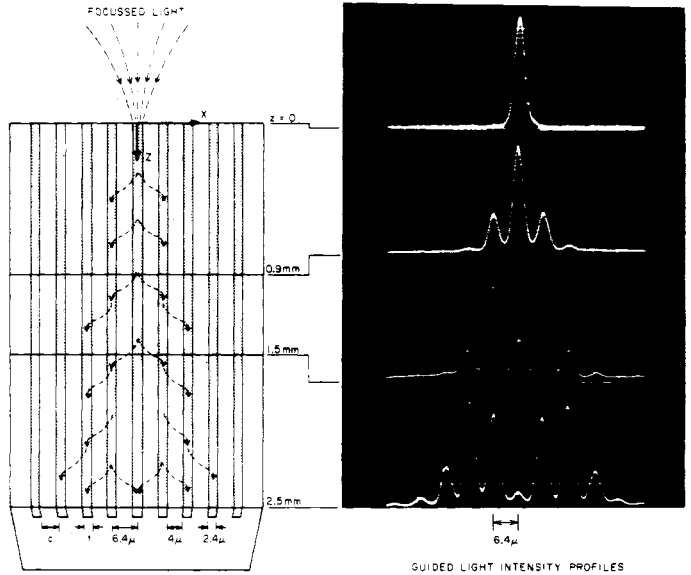 FOCUSSED LIGHT
X
z = 0
Z
0.9mm
1.5mm
2.5mm
c
t
6.4μ
4μ
2.4μ
6.4μ
GUIDED LIGHT INTENSITY PROFILES